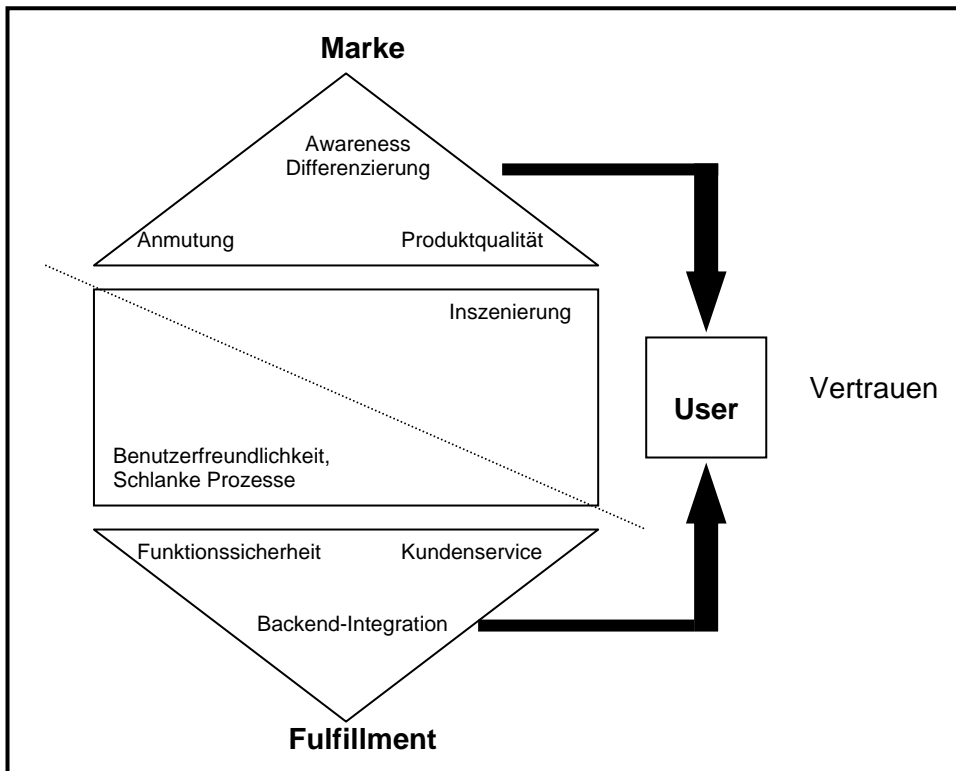 Marke
Awareness
Differenzierung
Anmutung
Produktqualität
Inszenierung
Benutzerfreundlichkeit,
Schlanke Prozesse
User
Vertrauen
Funktionssicherheit
Kundenservice
Backend-Integration
Fulfillment